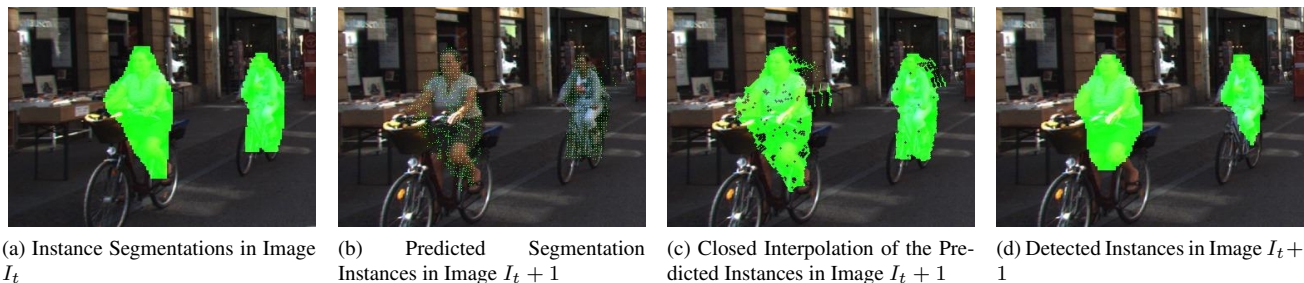 (a) Instance Segmentations in Image
I_t
(b) Predicted Segmentation
Instances in Image I_t + 1
(c) Closed Interpolation of the Pre-
dicted Instances in Image I_t + 1
(d) Detected Instances in Image I_t+
1